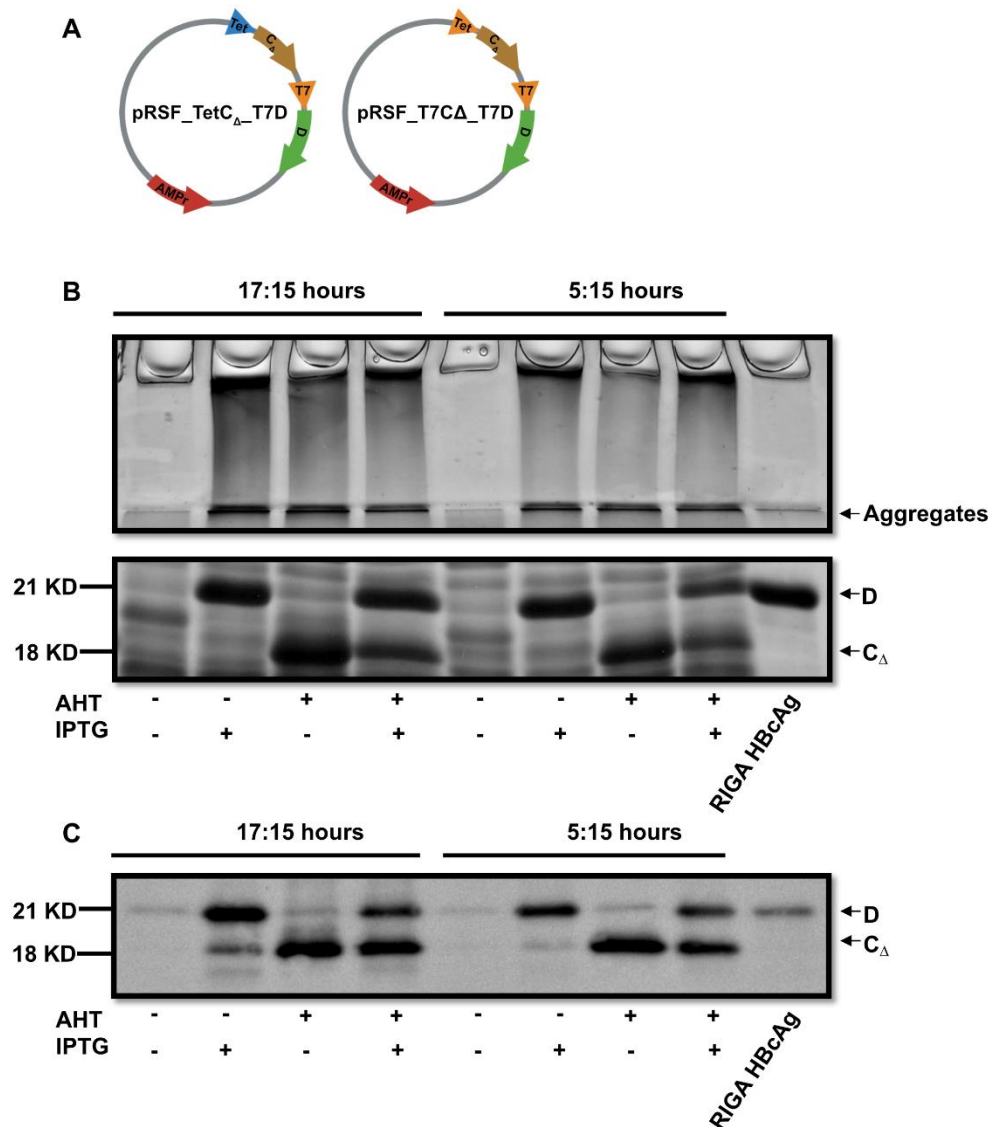 A
Tet
CΔ
T7
D
AMPr
pRSF_TetCΔ_T7D
Tet
CΔ
T7
D
AMPr
pRSF_T7CΔ_T7D
B
17:15 hours 5:15 hours
Aggregates
21 KD D
18 KD CΔ
AHT - - + + - - + +
IPTG - + - + - + - +
RIGA HBcAg
C
17:15 hours 5:15 hours
21 KD D
18 KD CΔ
AHT - - + + - - + +
IPTG - + - + - + - +
RIGA HBcAg